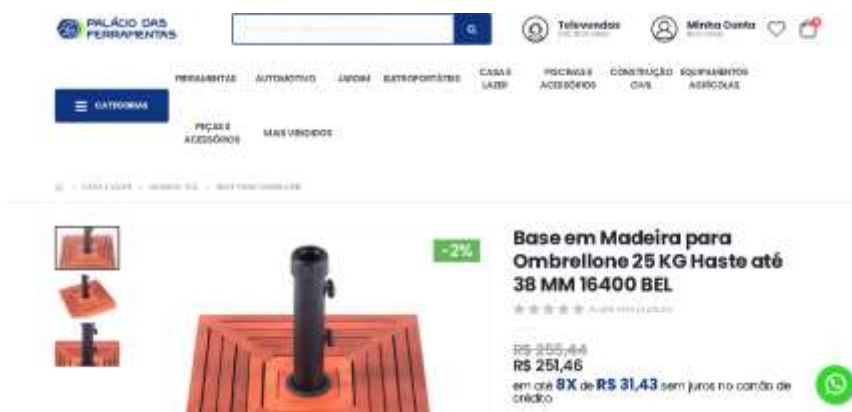 PALÁCIO DAS
FERRAMENTAS
Televendas
Minha Conta
FERRAMENTAS
AUTOMOTIVO
JARDIM
ELETROPORTÁTEIS
CASA E
LAZER
PISCINAS E
ACESSÓRIOS
CONSTRUÇÃO
CIVIL
EQUIPAMENTOS
AGRÍCOLAS
CATEGORIAS
PEÇAS E
ACESSÓRIOS
MAIS VENDIDOS
-2%
Base em Madeira para
Ombrellone 25 KG Haste até
38 MM 16400 BEL
R$ 255,44
R$ 251,46
em até 8X de R$ 31,43 sem juros no cartão de
crédito